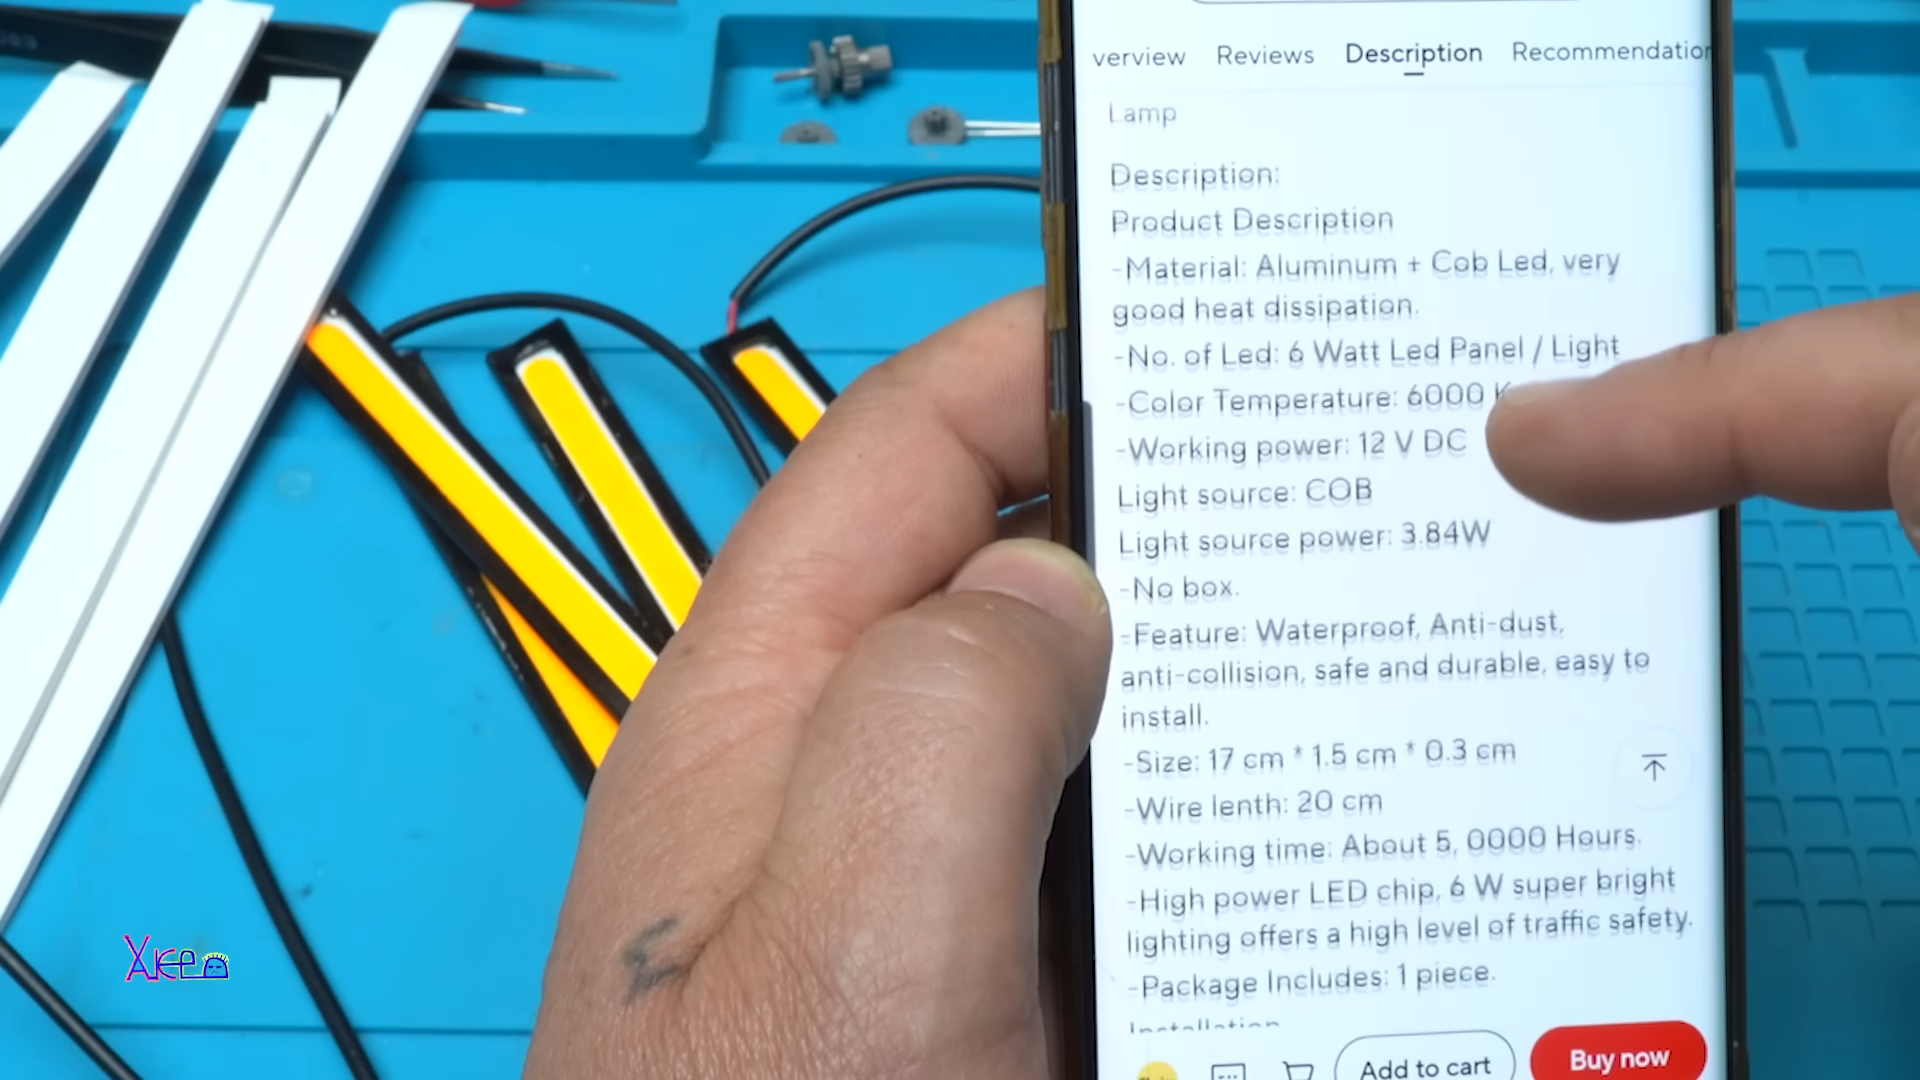 verview Reviews Description Recommendation
Lamp
Description:
Product Description
-Material: Aluminum + Cob Led, very
good heat dissipation.
-No. of Led: 6 Watt Led Panel / Light
-Color Temperature: 6000 K
-Working power: 12 V DC
Light source: COB
Light source power: 3.84W
-No box.
-Feature: Waterproof, Anti-dust,
anti-collision, safe and durable, easy to
install.
-Size: 17 cm * 1.5 cm * 0.3 cm
-Wire lenth: 20 cm
-Working time: About 5, 0000 Hours.
-High power LED chip, 6 W super bright
lighting offers a high level of traffic safety.
-Package Includes: 1 piece.
Installation
Add to cart Buy now